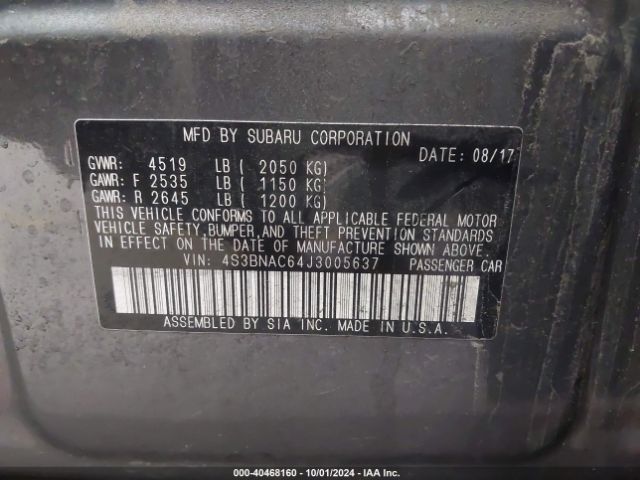 MFD BY SUBARU CORPORATION
DATE: 08/17
GVWR: 4519 LB ( 2050 KG)
GAWR: F 2535 LB ( 1150 KG)
GAWR: R 2645 LB ( 1200 KG)
THIS VEHICLE CONFORMS TO ALL APPLICABLE FEDERAL MOTOR
VEHICLE SAFETY,BUMPER,AND THEFT PREVENTION STANDARDS
IN EFFECT ON THE DATE OF MANUFACTURE SHOWN ABOVE.
VIN: 4S3BNAC64J3005637 PASSENGER CAR
ASSEMBLED BY SIA INC. MADE IN U.S.A.
000-40468160 - 10/01/2024 - IAA Inc.